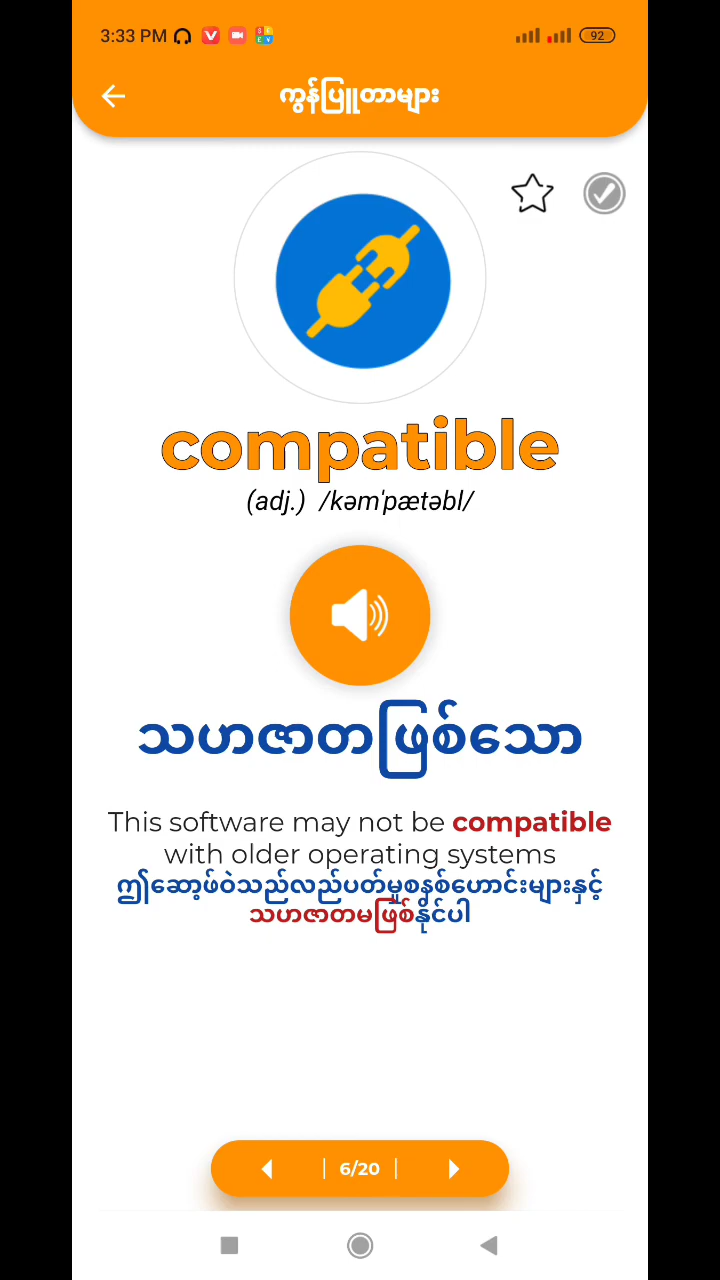 3:33 PM
92
ကွန်ပြူတာများ
compatible
(adj.) /kəm'pætəbl/
သဟဇာတဖြစ်သော
This software may not be compatible
with older operating systems
ဤဆော့ဖ်ဝဲသည်လည်ပတ်မှုစနစ်ဟောင်းများနှင့်
သဟဇာတမဖြစ်နိုင်ပါ
6/20